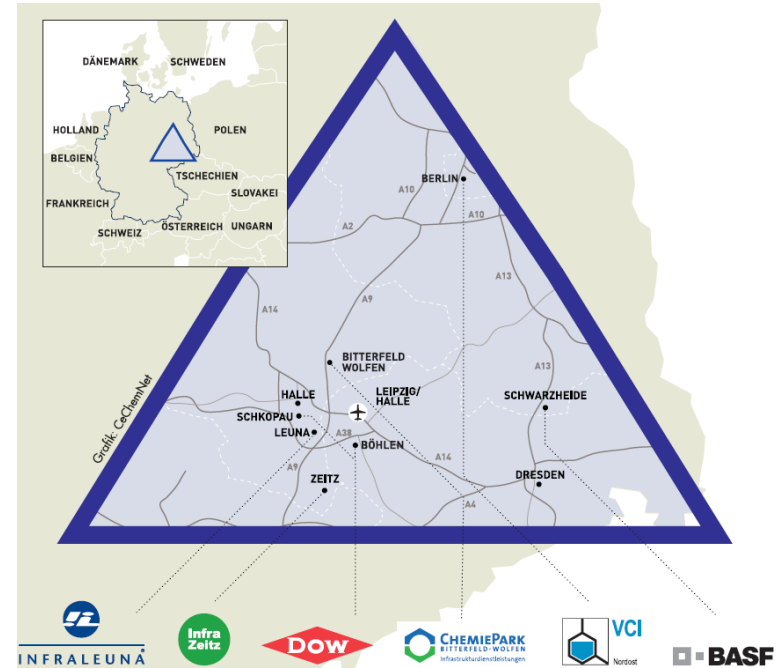 DÄNEMARK
SCHWEDEN
HOLLAND
POLEN
BELGIEN
TSCHECHIEN
SLOVAKEI
FRANKREICH
ÖSTERREICH
UNGARN
SCHWEIZ
BERLIN
A10
A10
A2
A13
A9
A14
BITTERFELD
WOLFEN
A13
HALLE
LEIPZIG/
HALLE
SCHWARZHEIDE
SCHKOPAU
LEUNA
A38
BÖHLEN
A14
A9
ZEITZ
DRESDEN
A4
Grafik: CeChemNet
INFRALEUNA
Infra
Zeitz
DOW
CHEMIEPARK
BITTERFELD-WOLFEN
Infrastrukturdienstleistungen
VCI
Nordost
BASF